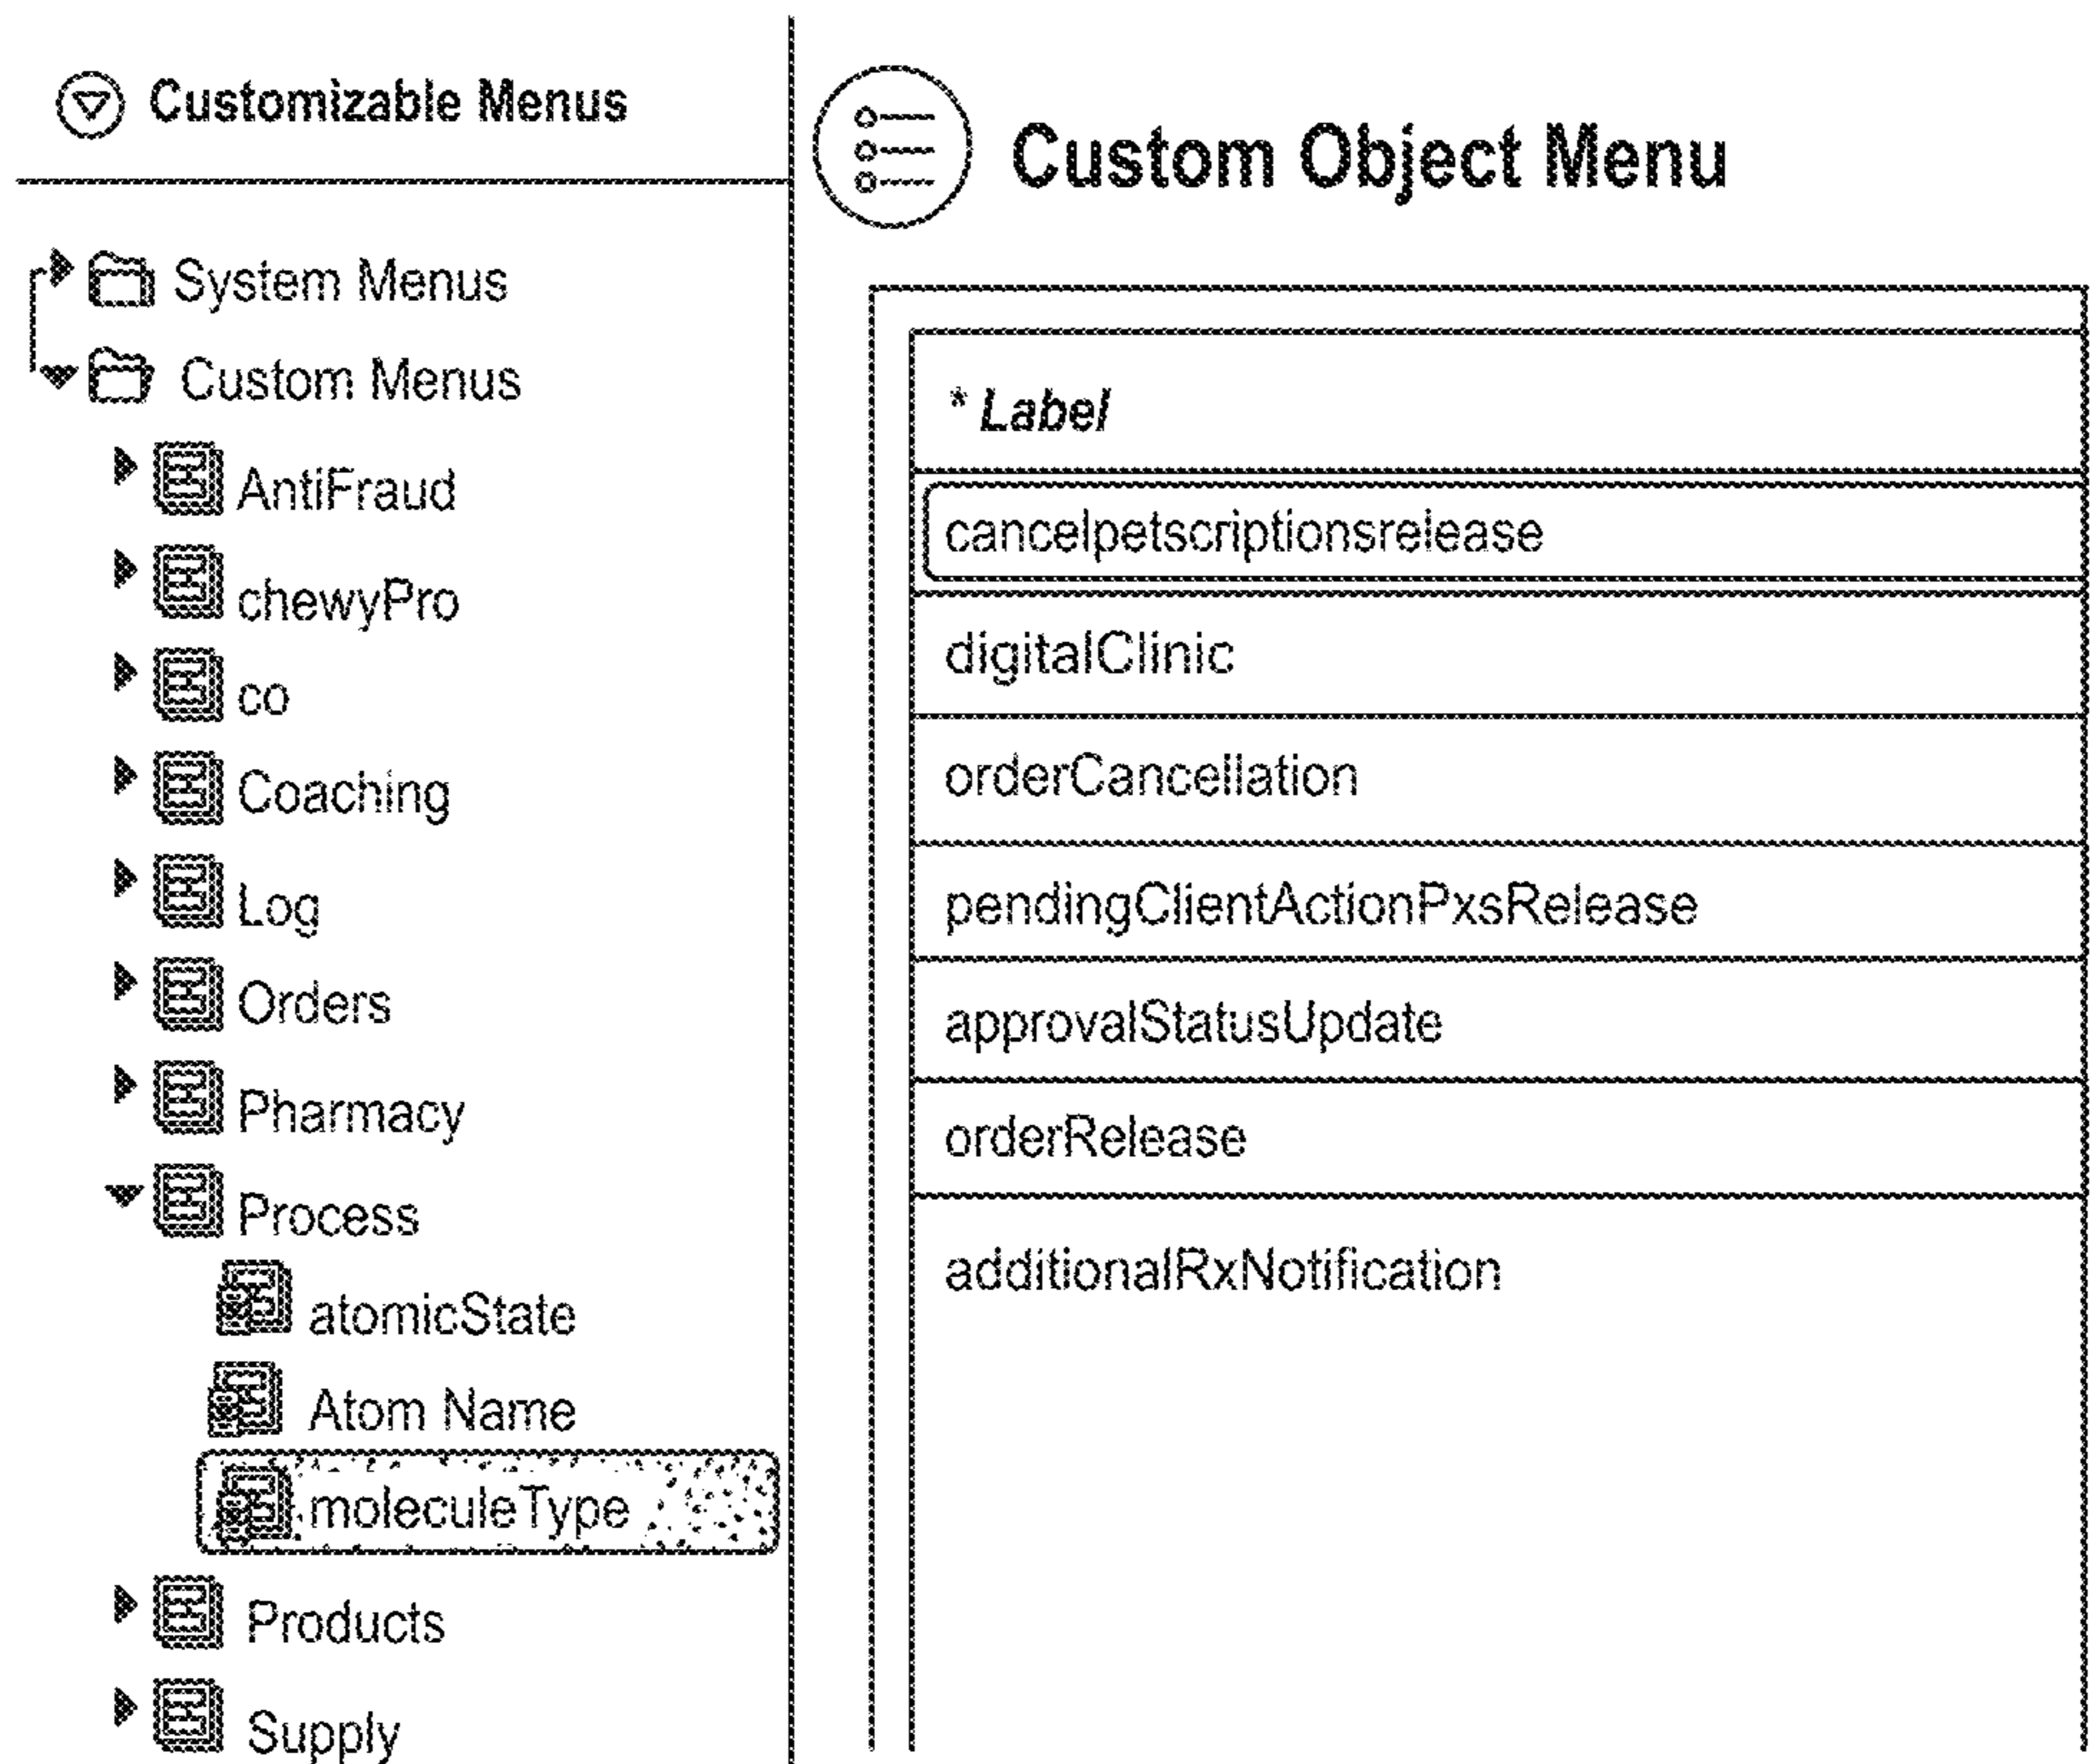 Customizable Menus
System Menus
Custom Menus
AntiFraud
chewyPro
co
Coaching
Log
Orders
Pharmacy
Process
atomicState
Atom Name
moleculeType
Products
Supply
Custom Object Menu
* Label
cancelpetscriptionsrelease
digitalClinic
orderCancellation
pendingClientActionPxsRelease
approvalStatusUpdate
orderRelease
additionalRxNotification